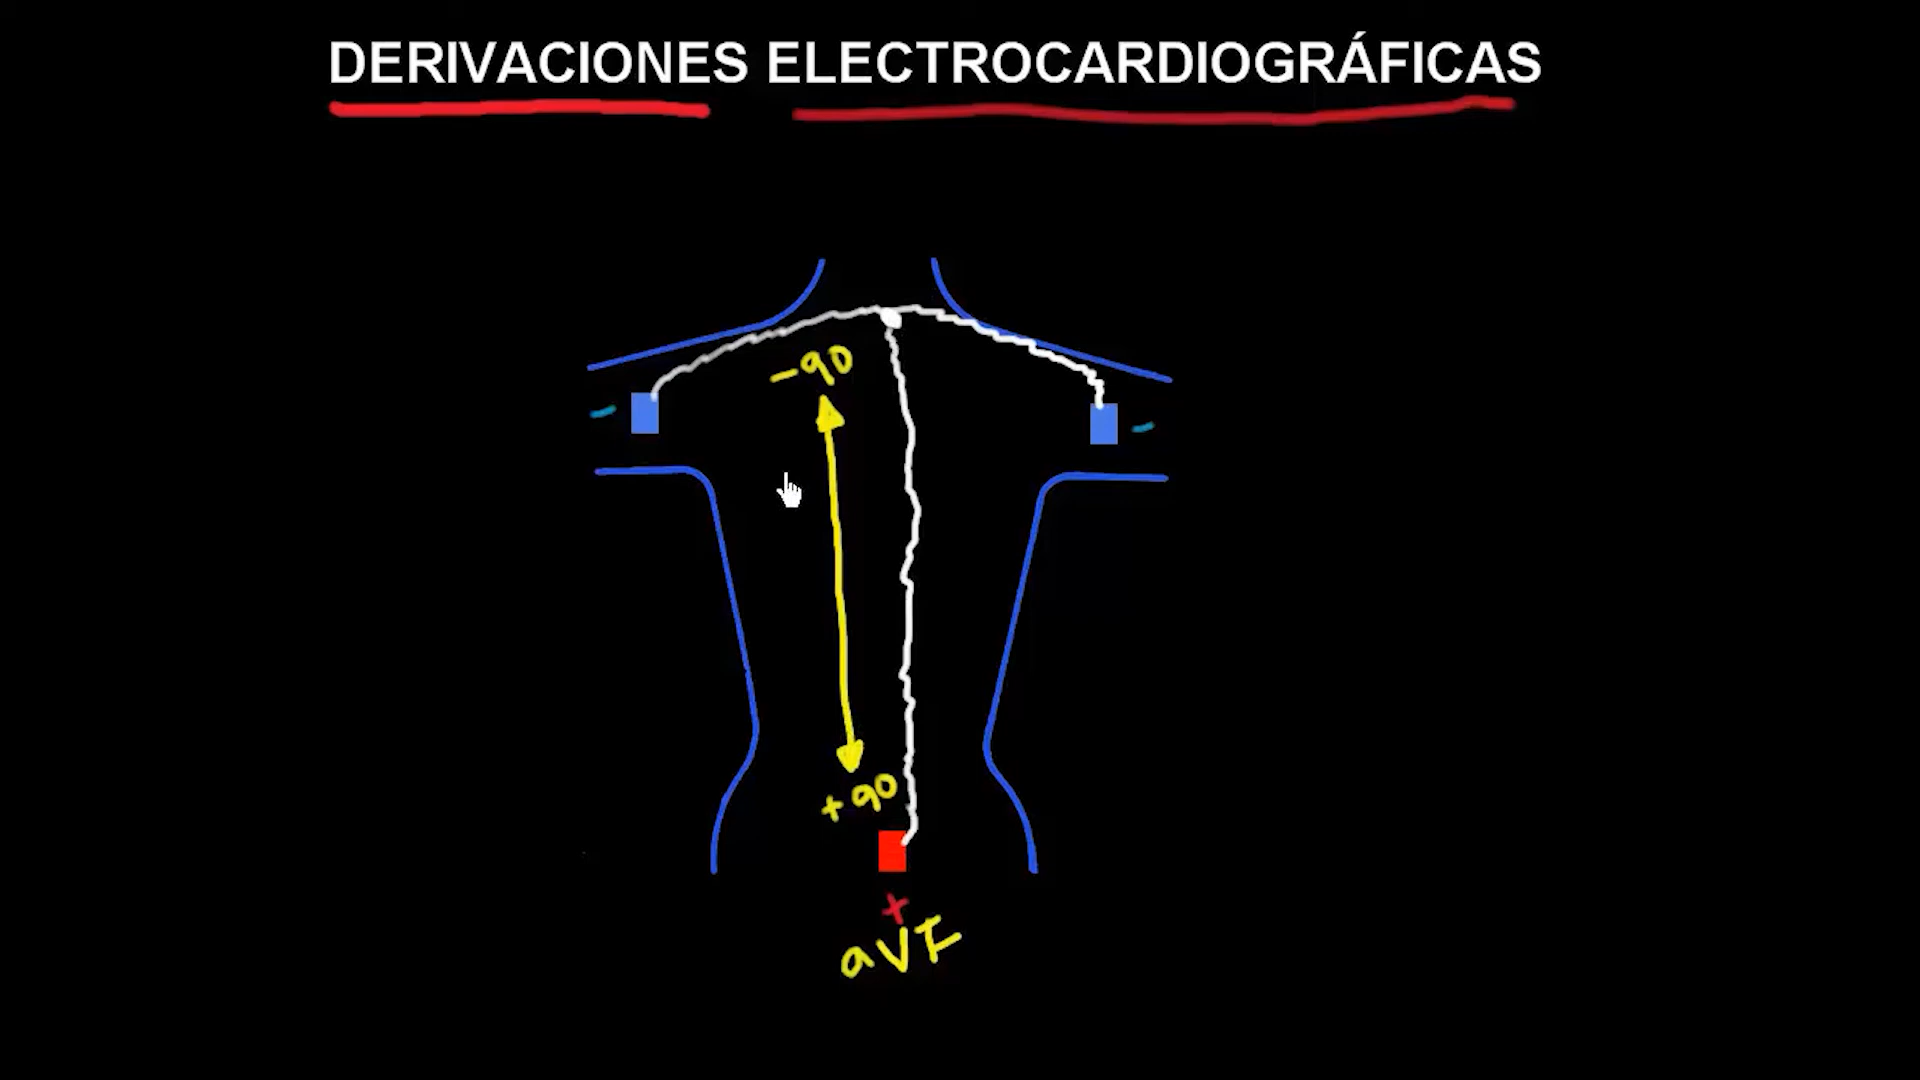 DERIVACIONES ELECTROCARDIOGRÁFICAS
-90
- -
+90
+
aVF